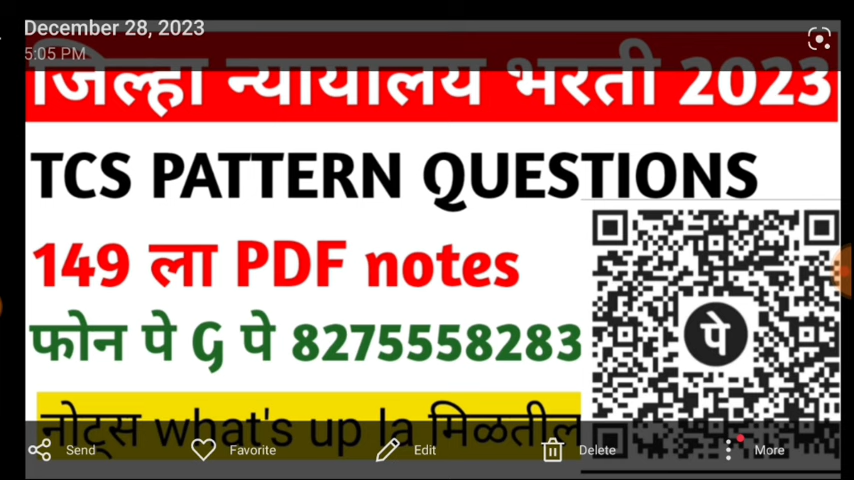 December 28, 2023
5:05 PM
जिल्हा न्यायालय भरती 2023
TCS PATTERN QUESTIONS
149 ला PDF notes
फोन पे G पे 8275558283
पे
नोट्स what's up la मिळतील
Send Favorite Edit Delete More